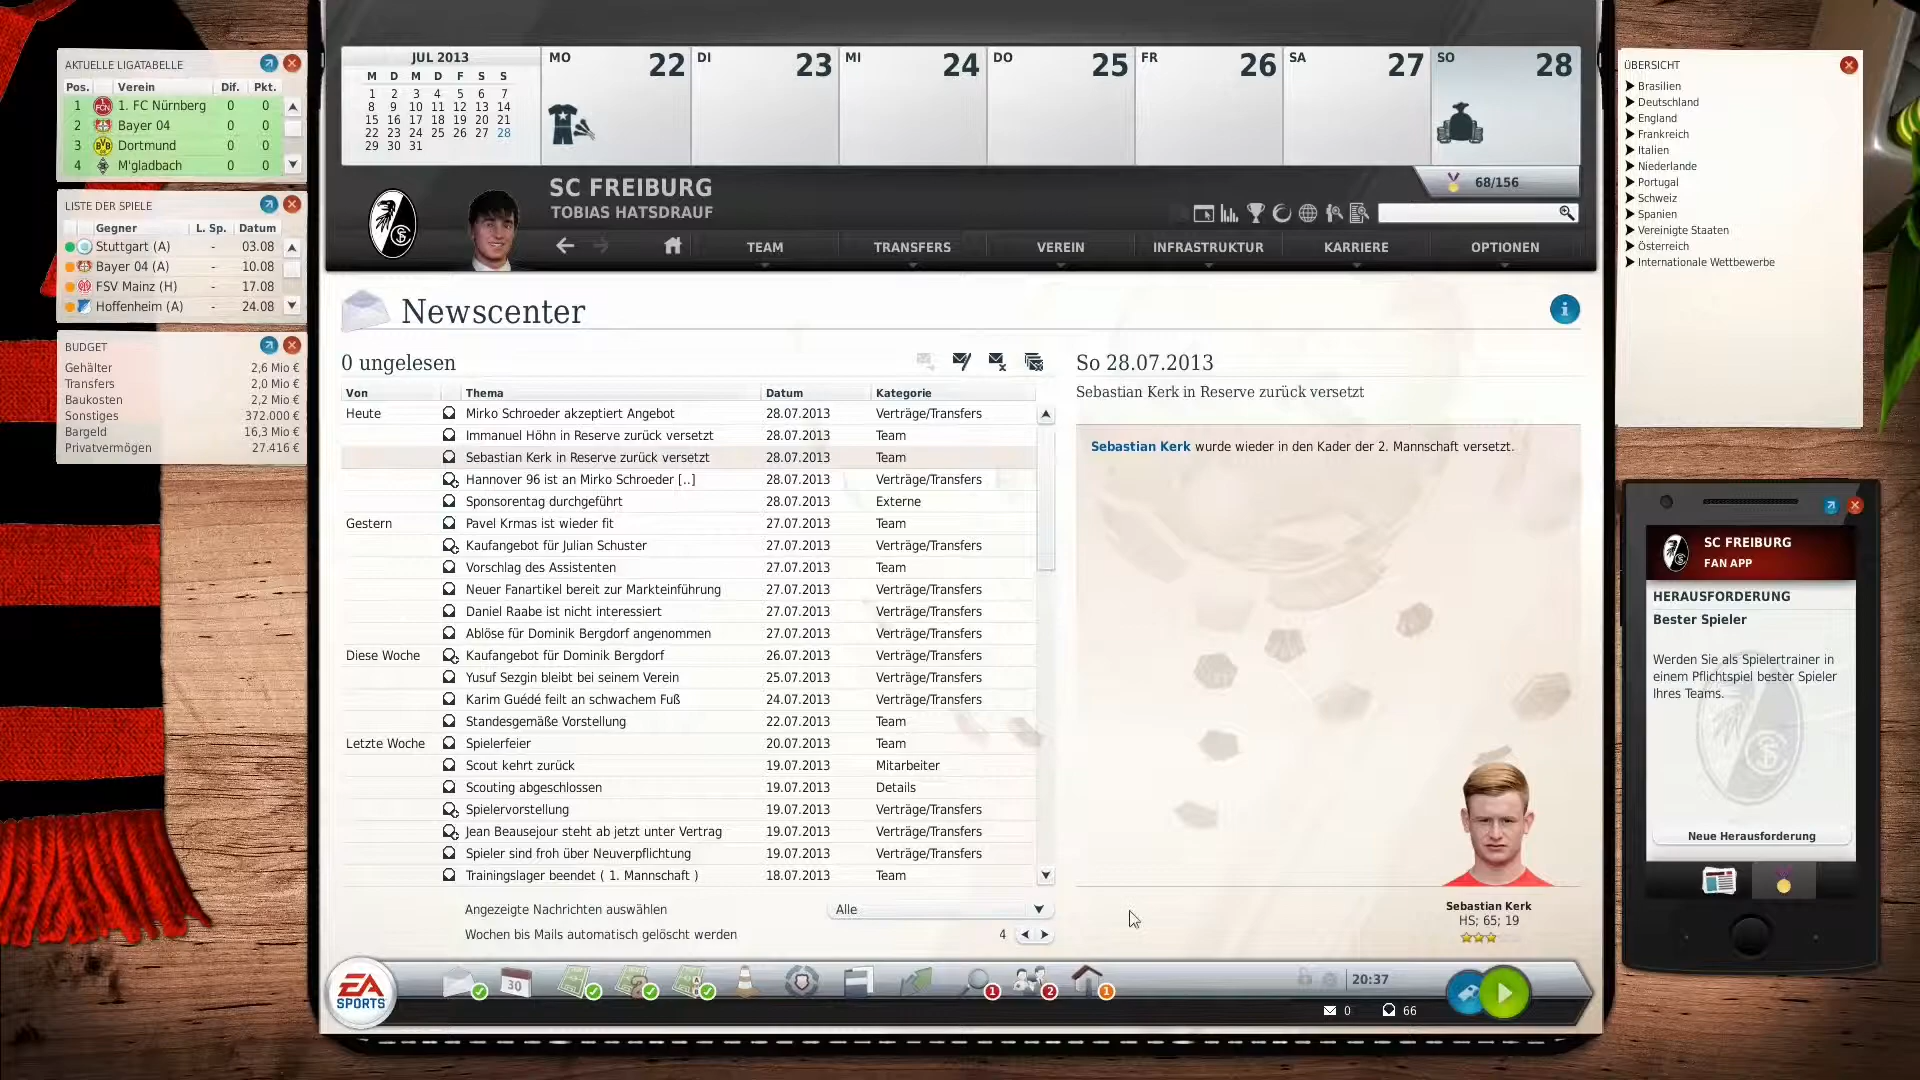 AKTUELLE LIGATABELLE
Pos. Verein Dif. Pkt.
1 1. FC Nürnberg 0 0
2 Bayer 04 0 0
3 Dortmund 0 0
4 M'gladbach 0 0
LISTE DER SPIELE
Gegner L. Sp. Datum
Stuttgart (A) - 03.08
Bayer 04 (A) - 10.08
FSV Mainz (H) - 17.08
Hoffenheim (A) - 24.08
BUDGET
Gehälter 2,6 Mio €
Transfers 2,0 Mio €
Baukosten 2,2 Mio €
Sonstiges 372.000 €
Bargeld 16,3 Mio €
Privatvermögen 27.416 €
JUL 2013
M D M D F S S
1 2 3 4 5 6 7
8 9 10 11 12 13 14
15 16 17 18 19 20 21
22 23 24 25 26 27 28
29 30 31
MO 22 DI 23 MI 24 DO 25 FR 26 SA 27 SO 28
68/156
SC FREIBURG
TOBIAS HATSDRAUF
TEAM TRANSFERS VEREIN INFRASTRUKTUR KARRIERE OPTIONEN
Newscenter
0 ungelesen
Von Thema Datum Kategorie
Heute Mirko Schroeder akzeptiert Angebot 28.07.2013 Verträge/Transfers
Immanuel Höhn in Reserve zurück versetzt 28.07.2013 Team
Sebastian Kerk in Reserve zurück versetzt 28.07.2013 Team
Hannover 96 ist an Mirko Schroeder [..] 28.07.2013 Verträge/Transfers
Sponsorentag durchgeführt 28.07.2013 Externe
Gestern Pavel Krmas ist wieder fit 27.07.2013 Team
Kaufangebot für Julian Schuster 27.07.2013 Verträge/Transfers
Vorschlag des Assistenten 27.07.2013 Team
Neuer Fanartikel bereit zur Markteinführung 27.07.2013 Verträge/Transfers
Daniel Raabe ist nicht interessiert 27.07.2013 Verträge/Transfers
Ablöse für Dominik Bergdorf angenommen 27.07.2013 Verträge/Transfers
Diese Woche Kaufangebot für Dominik Bergdorf 26.07.2013 Verträge/Transfers
Yusuf Sezgin bleibt bei seinem Verein 25.07.2013 Verträge/Transfers
Karim Guédé feilt an schwachem Fuß 24.07.2013 Verträge/Transfers
Standesgemäße Vorstellung 22.07.2013 Team
Letzte Woche Spielerfeier 20.07.2013 Team
Scout kehrt zurück 19.07.2013 Mitarbeiter
Scouting abgeschlossen 19.07.2013 Details
Spielervorstellung 19.07.2013 Verträge/Transfers
Jean Beausejour steht ab jetzt unter Vertrag 19.07.2013 Verträge/Transfers
Spieler sind froh über Neuverpflichtung 19.07.2013 Verträge/Transfers
Trainingslager beendet ( 1. Mannschaft ) 18.07.2013 Team
Angezeigte Nachrichten auswählen Alle
Wochen bis Mails automatisch gelöscht werden 4
So 28.07.2013
Sebastian Kerk in Reserve zurück versetzt
Sebastian Kerk wurde wieder in den Kader der 2. Mannschaft versetzt.
Sebastian Kerk
HS; 65; 19
EA
SPORTS
30
1
2
1
20:37
0 66
ÜBERSICHT
Brasilien
Deutschland
England
Frankreich
Italien
Niederlande
Portugal
Schweiz
Spanien
Vereinigte Staaten
Österreich
Internationale Wettbewerbe
SC FREIBURG
FAN APP
HERAUSFORDERUNG
Bester Spieler
Werden Sie als Spielertrainer in
einem Pflichtspiel bester Spieler
Ihres Teams.
Neue Herausforderung